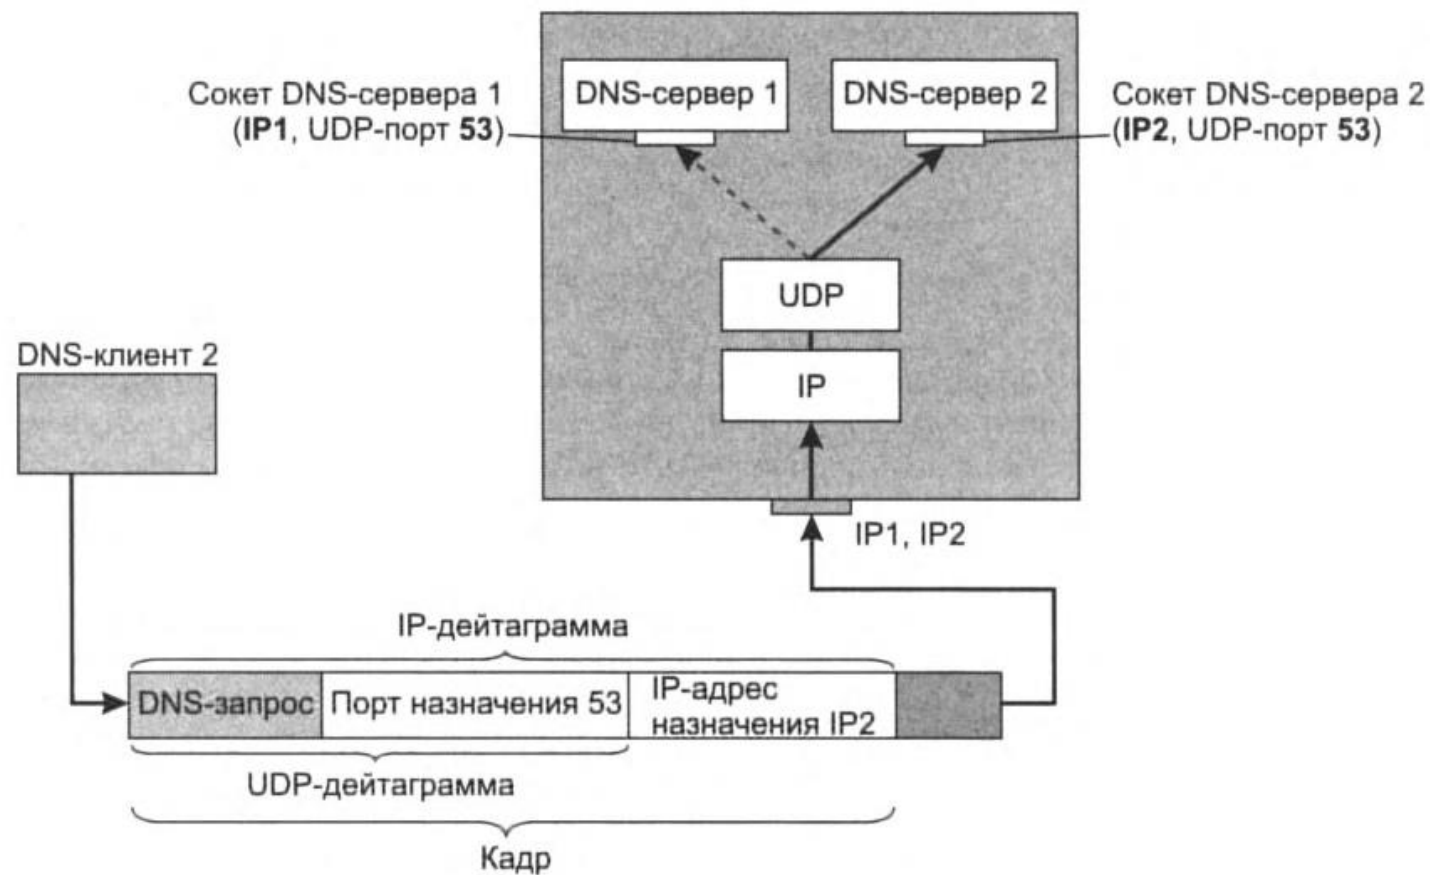 DNS-сервер 1
DNS-сервер 2
Сокет DNS-сервера 1
(IP1, UDP-порт 53)
Сокет DNS-сервера 2
(IP2, UDP-порт 53)
UDP
IP
DNS-клиент 2
IP1, IP2
IP-дейтаграмма
DNS-запрос
Порт назначения 53
IP-адрес
назначения IP2
UDP-дейтаграмма
Кадр